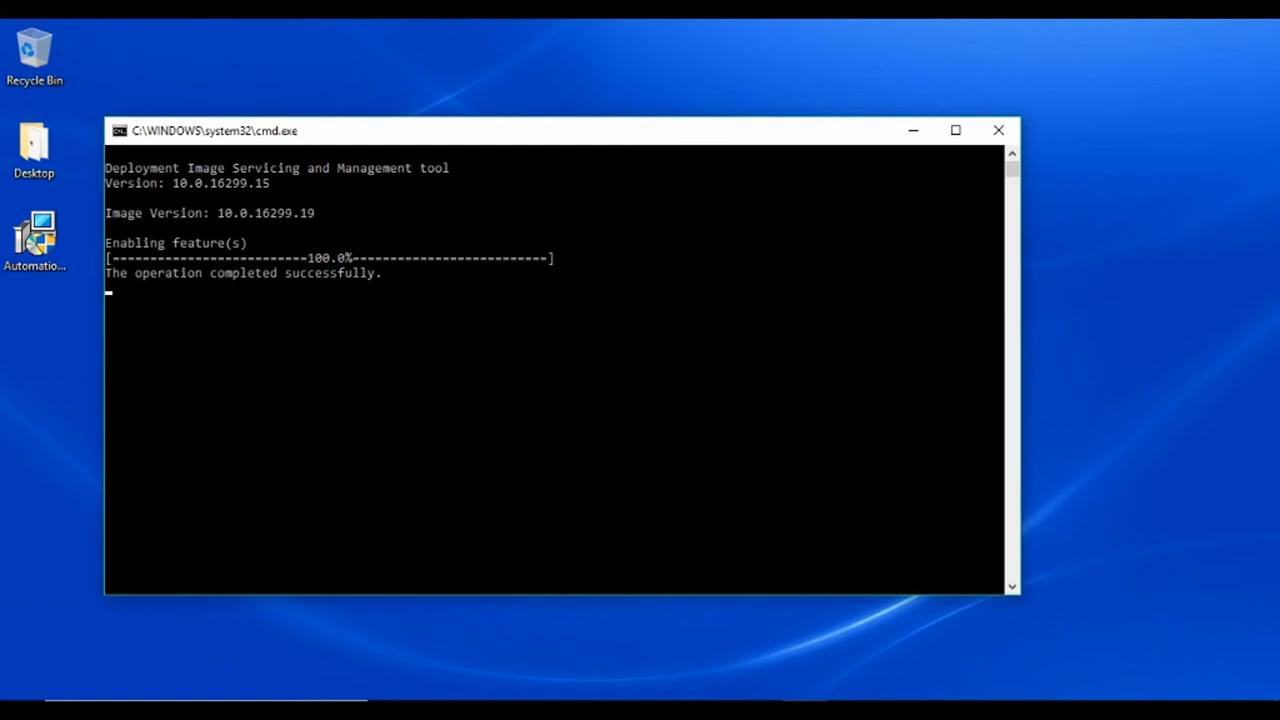 Recycle Bin
Desktop
Automatio...
C:\WINDOWS\system32\cmd.exe
Deployment Image Servicing and Management tool
Version: 10.0.16299.15
Image Version: 10.0.16299.19
Enabling feature(s)
[--------------------------100.0%--------------------------]
The operation completed successfully.